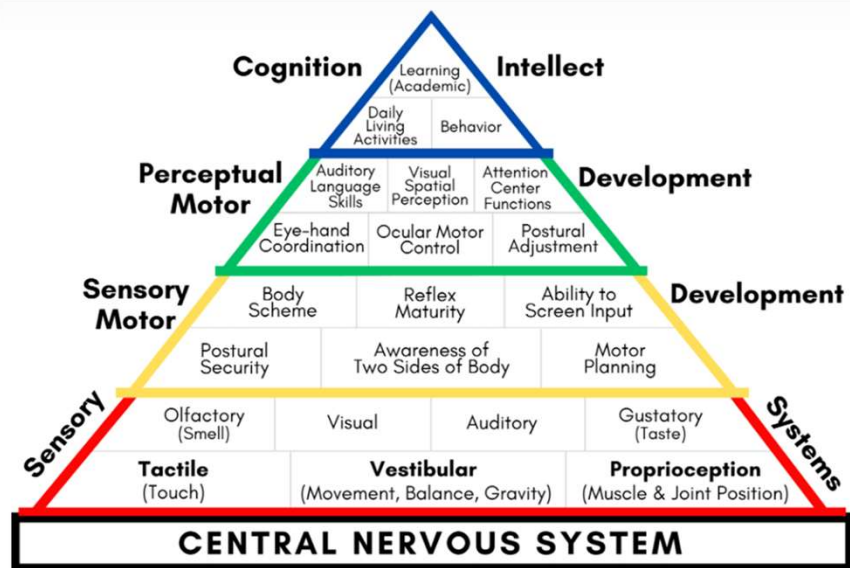 Cognition
Intellect
Learning
(Academic)
Daily
Living
Activities
Behavior
Perceptual
Motor
Development
Auditory
Language
Skills
Visual
Spatial
Perception
Attention
Center
Functions
Eye-hand
Coordination
Ocular Motor
Control
Postural
Adjustment
Sensory
Motor
Development
Body
Scheme
Reflex
Maturity
Ability to
Screen Input
Postural
Security
Awareness of
Two Sides of Body
Motor
Planning
Sensory
Systems
Olfactory
(Smell)
Visual
Auditory
Gustatory
(Taste)
Tactile
(Touch)
Vestibular
(Movement, Balance, Gravity)
Proprioception
(Muscle & Joint Position)
CENTRAL NERVOUS SYSTEM